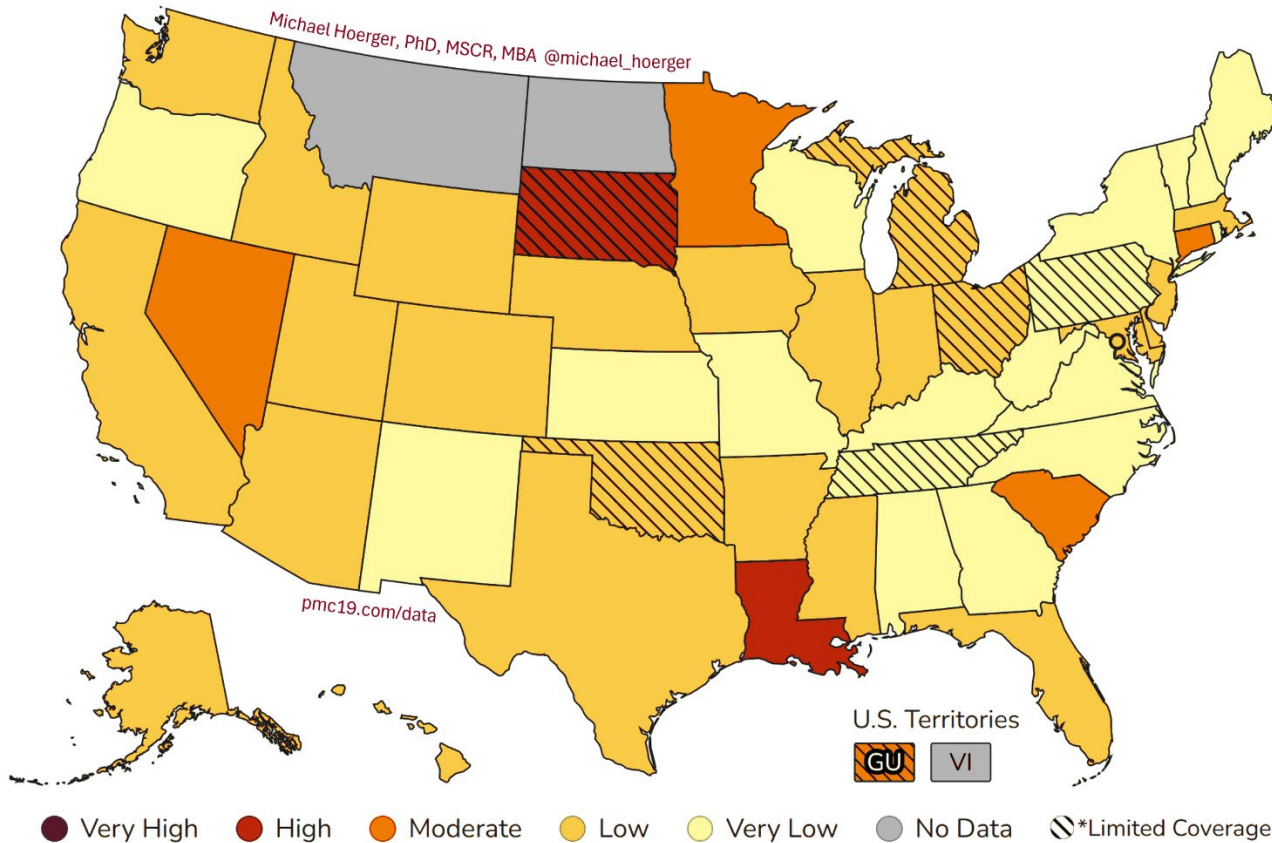 Michael Hoerger, PhD, MSCR, MBA @michael_hoerger
pmc19.com/data
U.S. Territories
GU VI
Very High High Moderate Low Very Low No Data *Limited Coverage